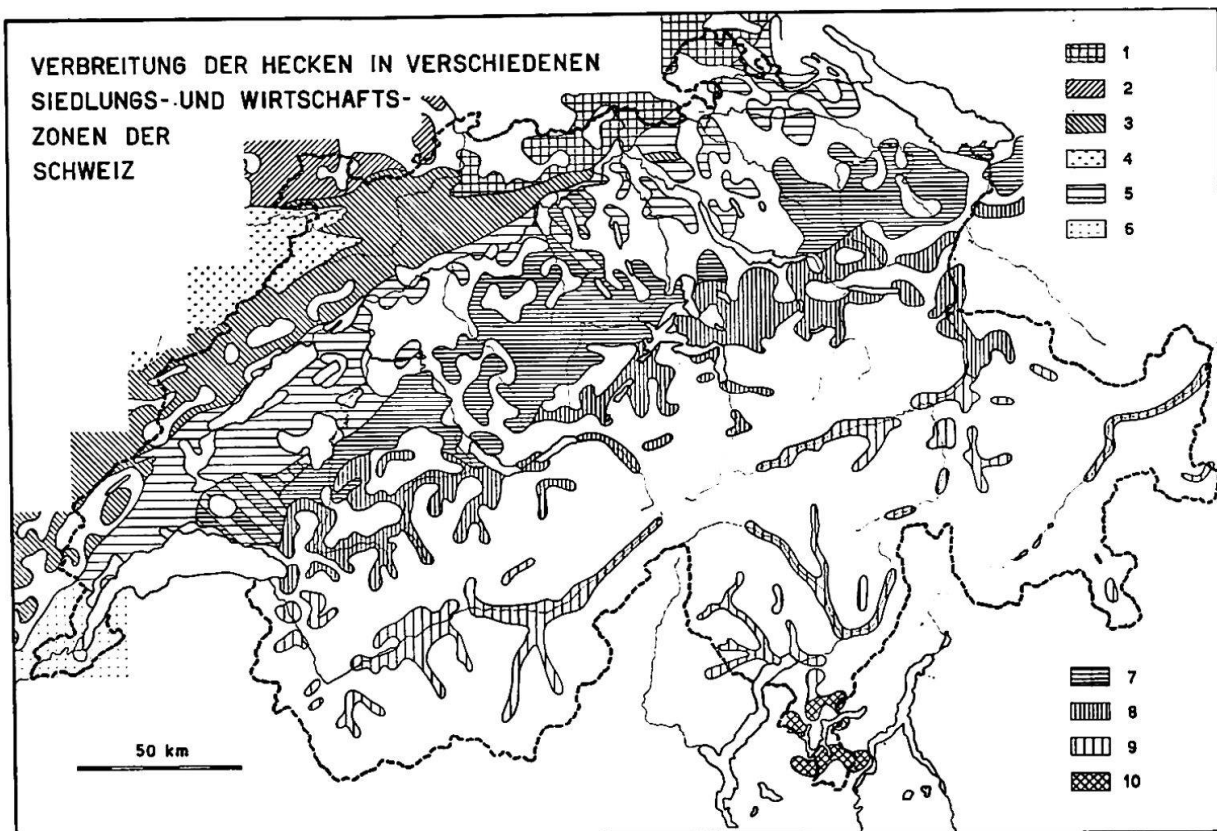 VERBREITUNG DER HECKEN IN VERSCHIEDENEN
SIEDLUNGS- UND WIRTSCHAFTS-
ZONEN DER
SCHWEIZ
1
2
3
4
5
6
7
8
9
10
50 km